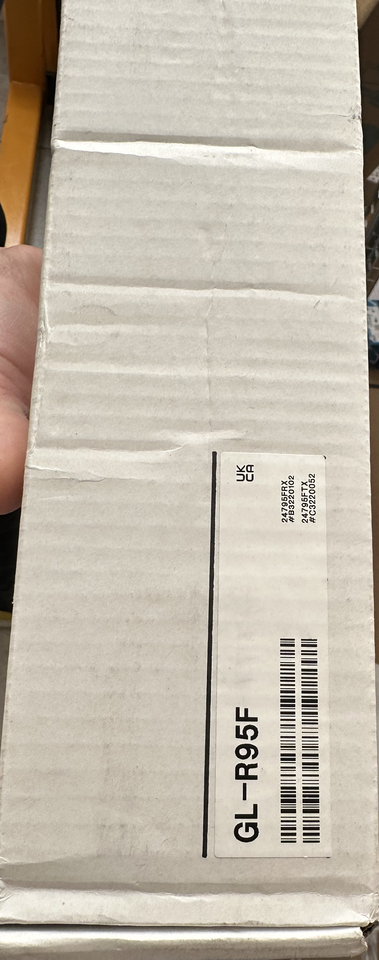 GL-R95F
UK
CA
24795FRX
#B3220102
24795FTX
#C3220052